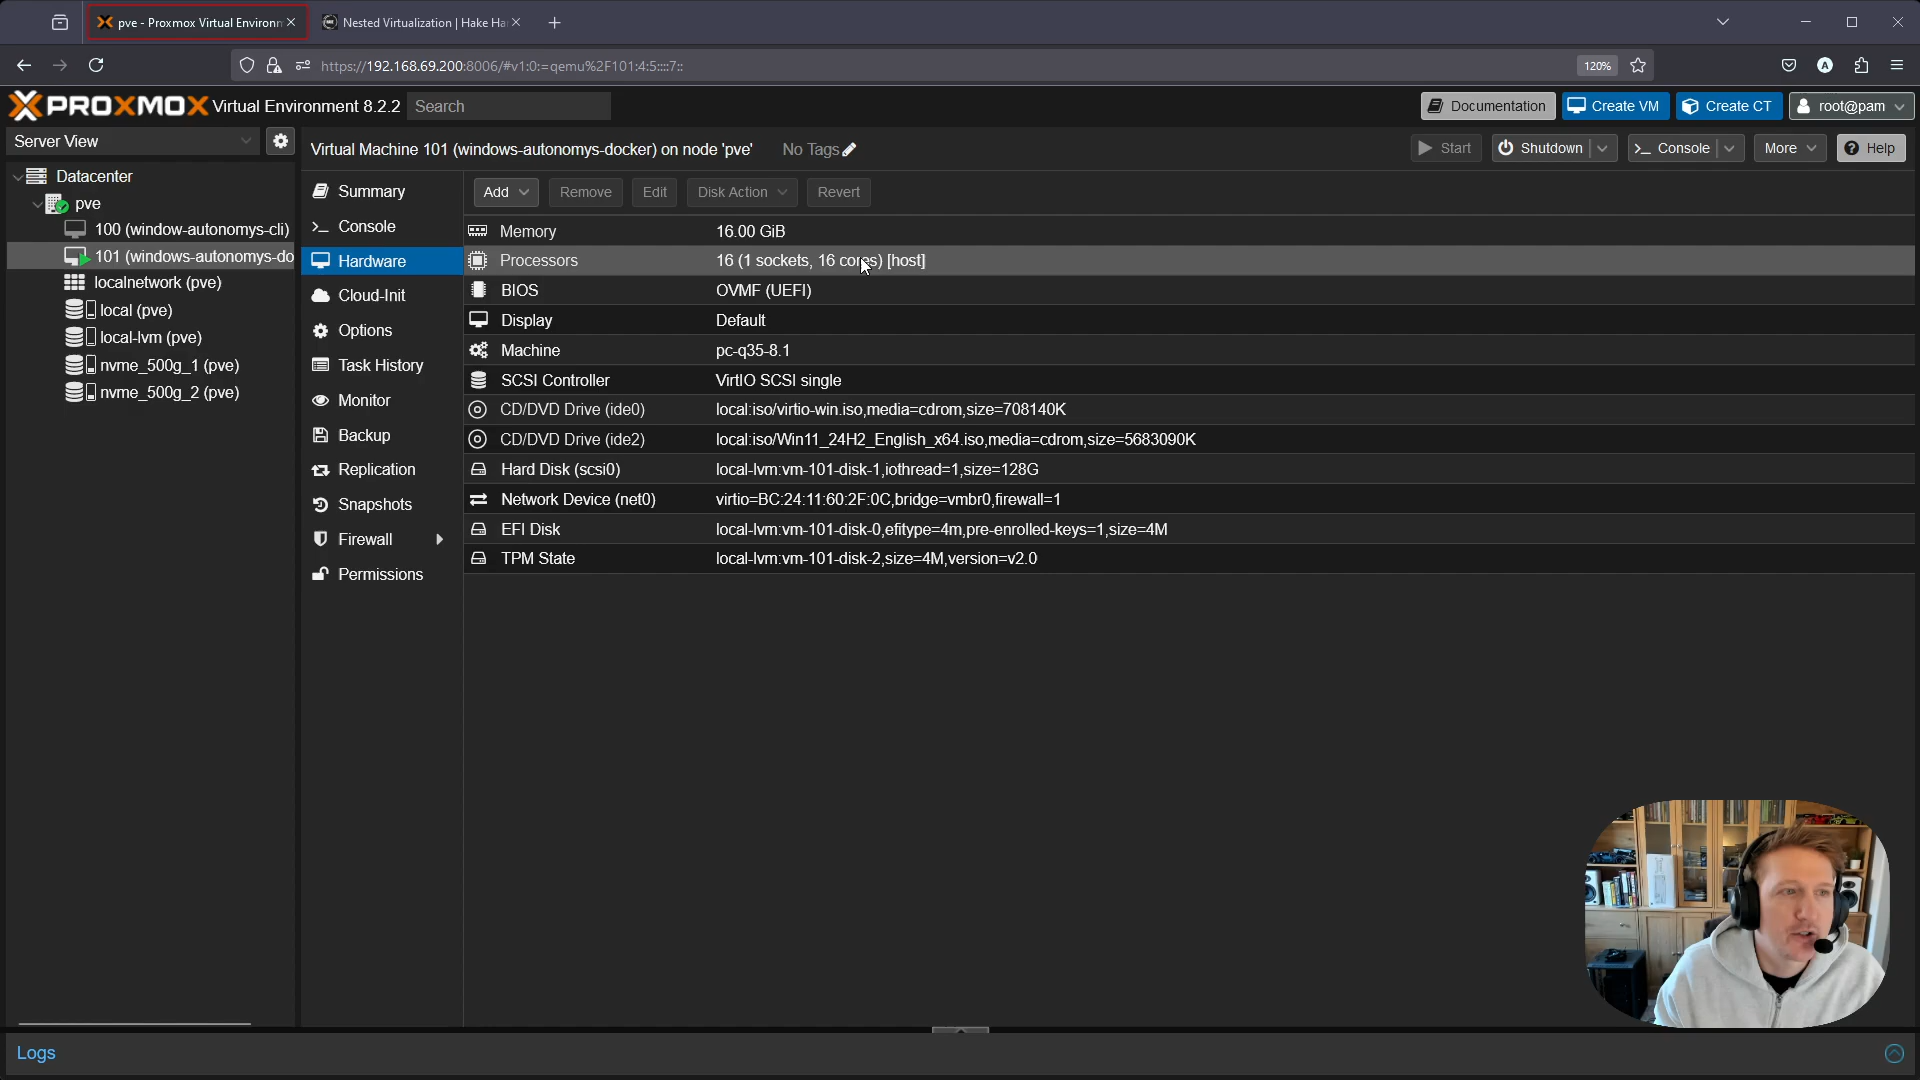 pve - Proxmox Virtual Environ
Nested Virtualization | Hake Ha
https://192.168.69.200:8006/#v1:0:=qemu%2F101:4:5::::7::
120%
A
PROXMOX Virtual Environment 8.2.2
Search
Documentation
Create VM
Create CT
root@pam
Server View
Virtual Machine 101 (windows-autonomys-docker) on node 'pve'
No Tags
Start
Shutdown
Console
More
Help
Datacenter
pve
100 (window-autonomys-cli)
101 (windows-autonomys-do
localnetwork (pve)
local (pve)
local-lvm (pve)
nvme_500g_1 (pve)
nvme_500g_2 (pve)
Summary
Console
Hardware
Cloud-Init
Options
Task History
Monitor
Backup
Replication
Snapshots
Firewall
Permissions
Add
Remove
Edit
Disk Action
Revert
Memory 16.00 GiB
Processors 16 (1 sockets, 16 cores) [host]
BIOS OVMF (UEFI)
Display Default
Machine pc-q35-8.1
SCSI Controller VirtIO SCSI single
CD/DVD Drive (ide0) local:iso/virtio-win.iso,media=cdrom,size=708140K
CD/DVD Drive (ide2) local:iso/Win11_24H2_English_x64.iso,media=cdrom,size=5683090K
Hard Disk (scsi0) local-lvm:vm-101-disk-1,iothread=1,size=128G
Network Device (net0) virtio=BC:24:11:60:2F:0C,bridge=vmbr0,firewall=1
EFI Disk local-lvm:vm-101-disk-0,efitype=4m,pre-enrolled-keys=1,size=4M
TPM State local-lvm:vm-101-disk-2,size=4M,version=v2.0
Logs